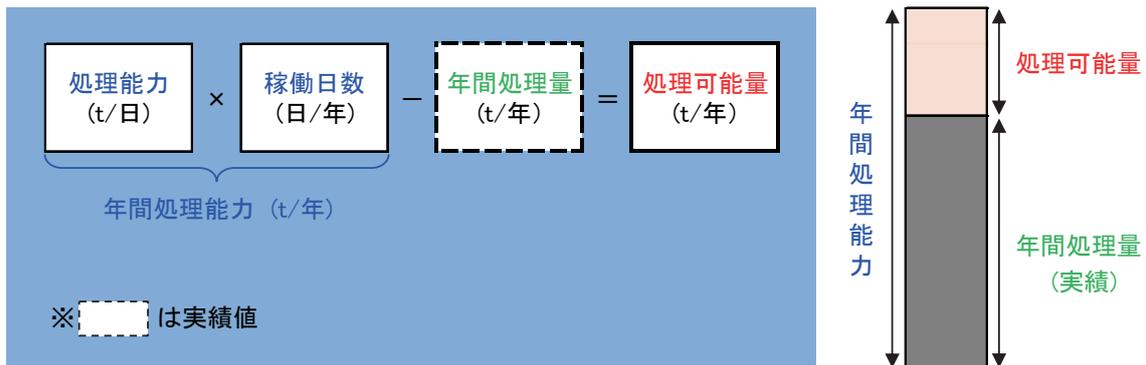 処理能力
(t/日)
×
稼働日数
(日/年)
－
年間処理量
(t/年)
＝
処理可能量
(t/年)
年間処理能力 (t/年)
※ は実績値
年間処理能力
処理可能量
年間処理量
(実績)